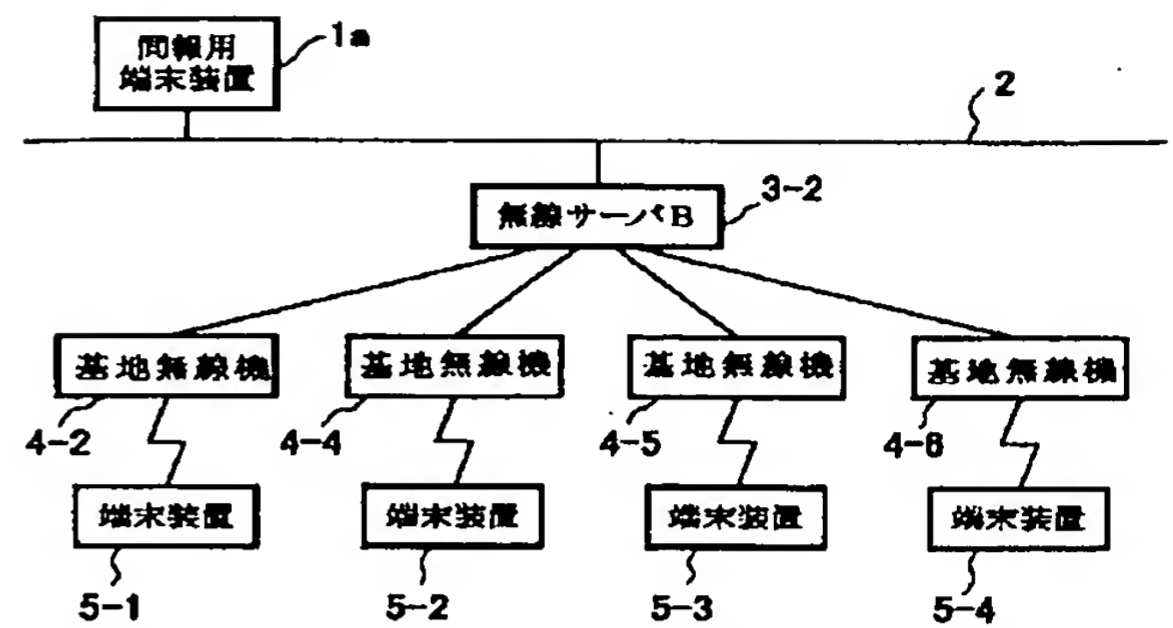 同報用
端末装置
1a
2
無線サーバB
3-2
基地無線機
基地無線機
基地無線機
基地無線機
4-2
4-4
4-5
4-6
端末装置
端末装置
端末装置
端末装置
5-1
5-2
5-3
5-4